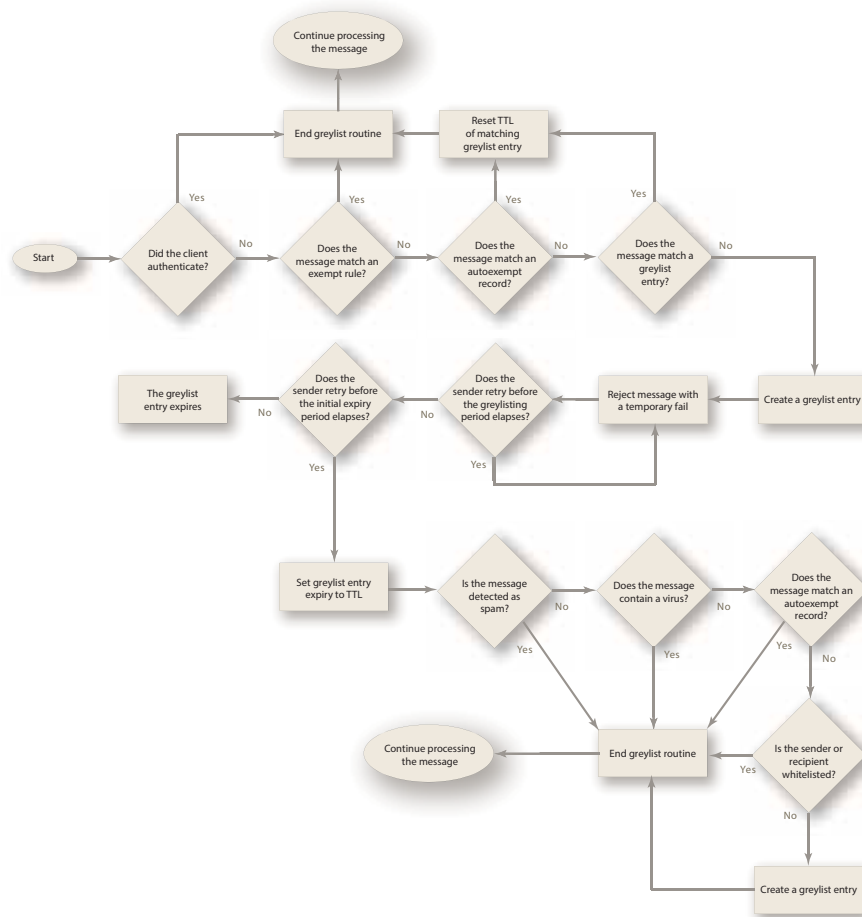 Continue processing
the message
End greylist routine
Reset TTL
of matching
greylist entry
Yes
Yes
Yes
Yes
Start
Did the client
authenticate?
No
Does the
message match an
exempt rule?
No
Does the
message match an
autoexempt
record?
No
Does the
message match a
greylist
entry?
No
The greylist
entry expires
No
Does the
sender retry before
the initial expiry
period elapses?
No
Does the
sender retry before
the greylisting
period elapses?
Reject message with
a temporary fail
Create a greylist entry
Yes
Yes
Set greylist entry
expiry to TTL
Is the message
detected as
spam?
No
Does the message
contain a virus?
No
Does the
message match an
autoexempt
record?
Yes
Yes
Yes
No
Continue processing
the message
End greylist routine
Yes
Is the sender or
recipient
whitelisted?
No
Create a greylist entry